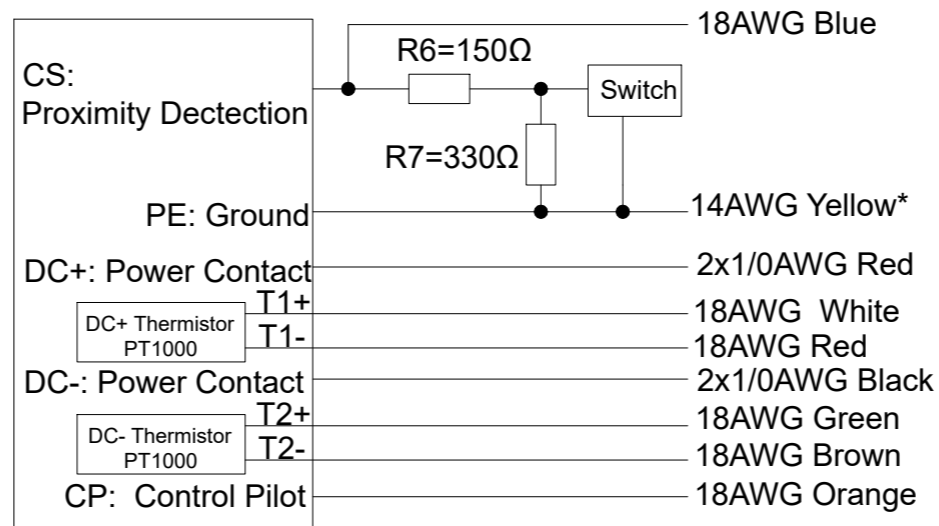 18AWG Blue
R6=150Ω
CS:
Proximity Dectection
Switch
R7=330Ω
PE: Ground
14AWG Yellow*
DC+: Power Contact
2x1/0AWG Red
T1+
18AWG White
DC+ Thermistor
PT1000
T1-
18AWG Red
DC-: Power Contact
2x1/0AWG Black
T2+
18AWG Green
DC- Thermistor
PT1000
T2-
18AWG Brown
CP: Control Pilot
18AWG Orange